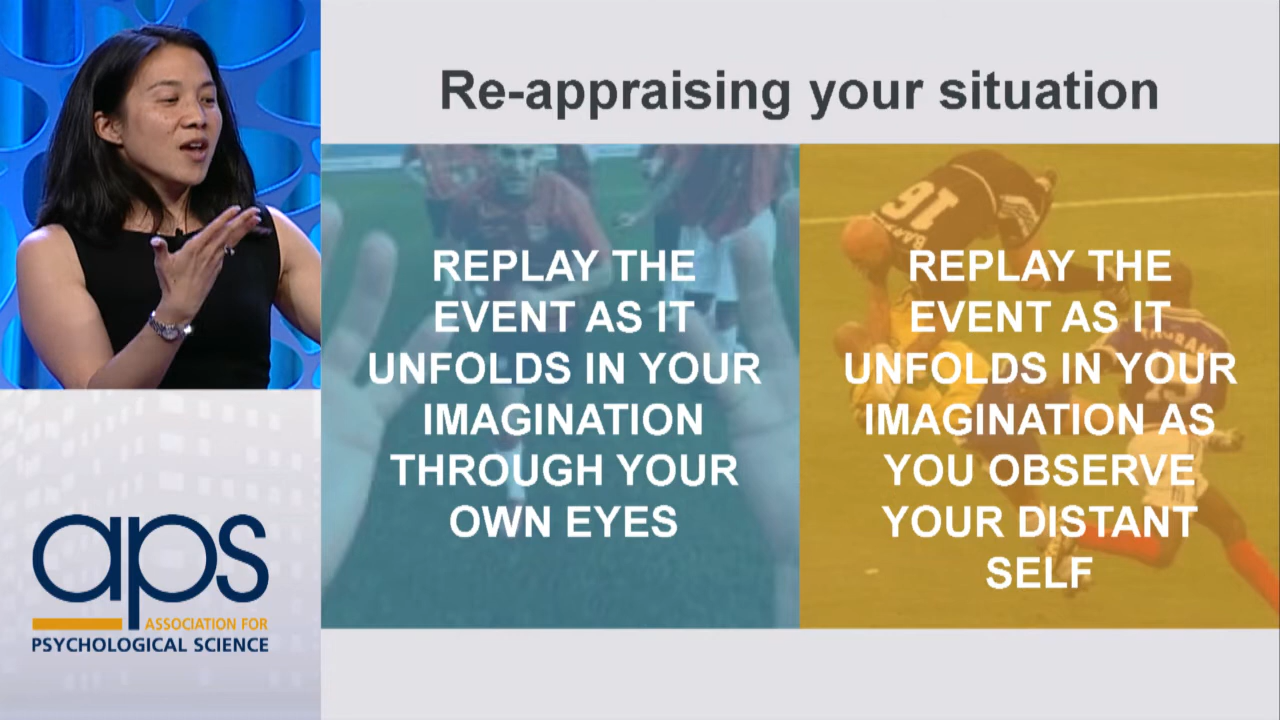 Re-appraising your situation
REPLAY THE
EVENT AS IT
UNFOLDS IN YOUR
IMAGINATION
THROUGH YOUR
OWN EYES
16
REPLAY THE
EVENT AS IT
UNFOLDS IN YOUR
IMAGINATION AS
YOU OBSERVE
YOUR DISTANT
SELF
aps
ASSOCIATION FOR
PSYCHOLOGICAL SCIENCE